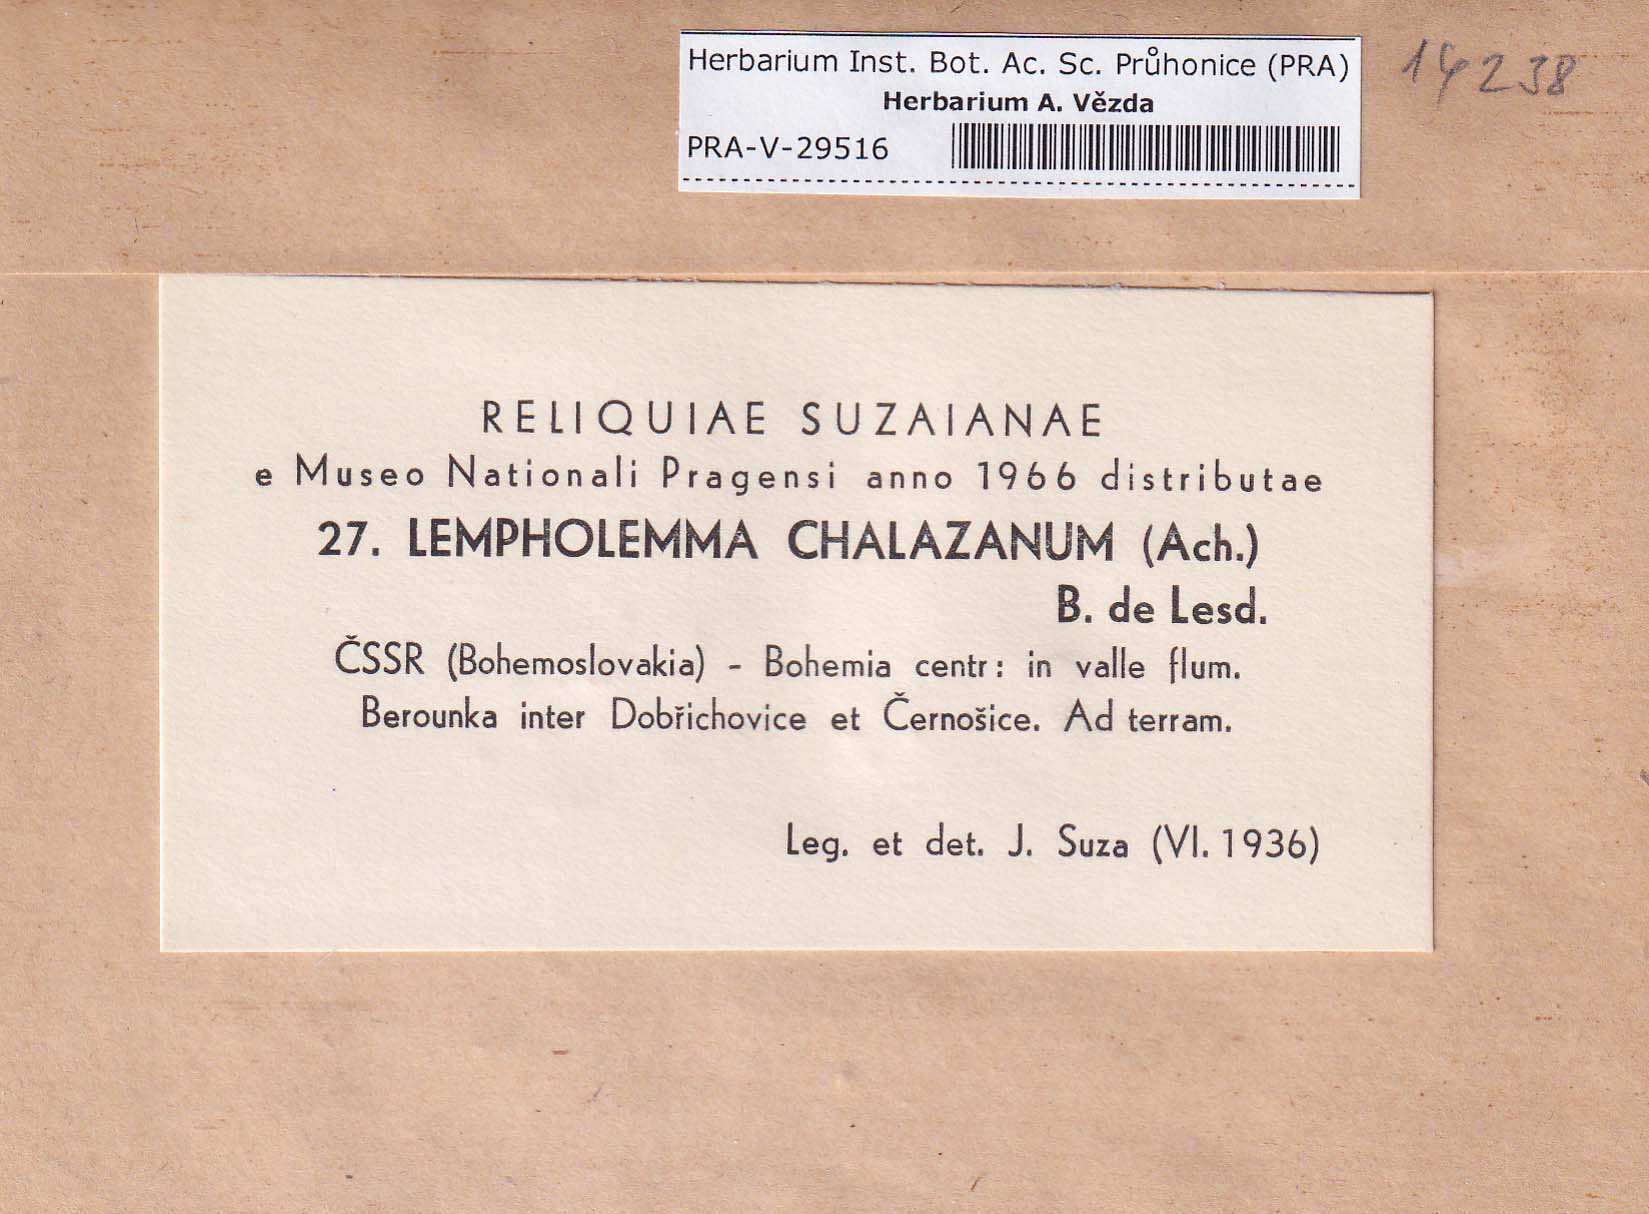 Herbarium Inst. Bot. Ac. Sc. Průhonice (PRA)
Herbarium A. Vězda
PRA-V-29516
14238
RELIQUIAE SUZAIANAE
e Museo Nationali Pragensi anno 1966 distributae
27. LEMPHOLEMMA CHALAZANUM (Ach.)
B. de Lesd.
ČSSR (Bohemoslovakia) - Bohemia centr: in valle flum.
Berounka inter Dobřichovice et Černošice. Ad terram.
Leg. et det. J. Suza (VI. 1936)